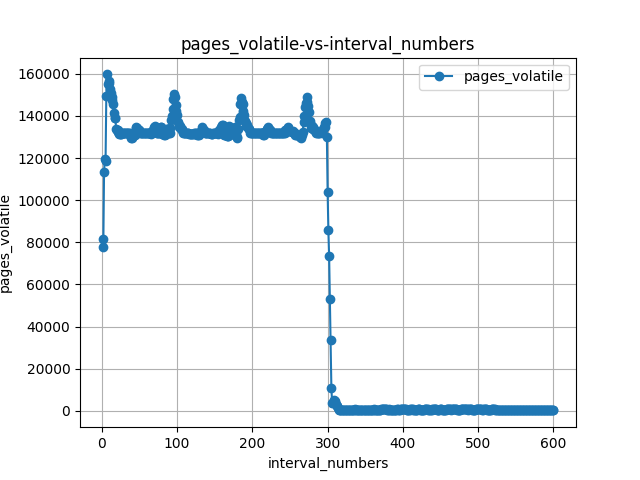 pages_volatile-vs-interval_numbers
pages_volatile
160000
140000
120000
100000
80000
60000
40000
20000
0
pages_volatile
0 100 200 300 400 500 600
interval_numbers